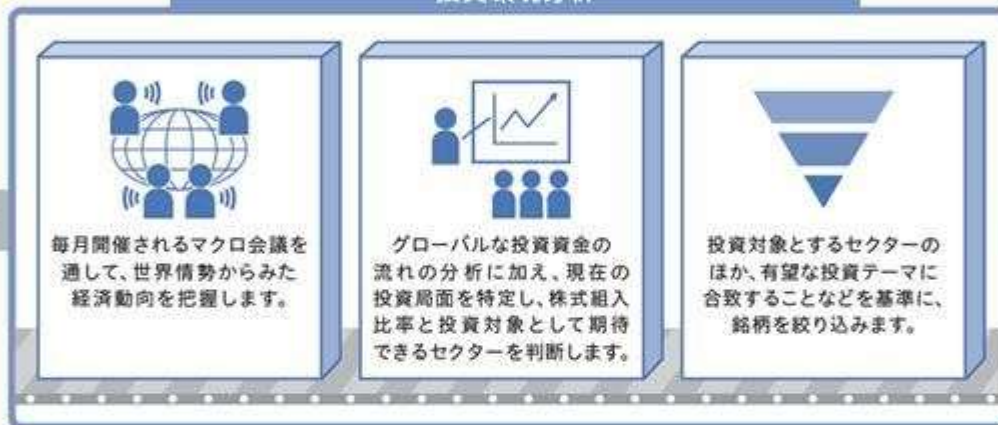 毎月開催されるマクロ会議を
通して、世界情勢からみた
経済動向を把握します。
グローバルな投資資金の
流れの分析に加え、現在の
投資局面を特定し、株式組入
比率と投資対象として期待
できるセクターを判断します。
投資対象とするセクターの
ほか、有望な投資テーマに
合致することなどを基準に、
銘柄を絞り込みます。